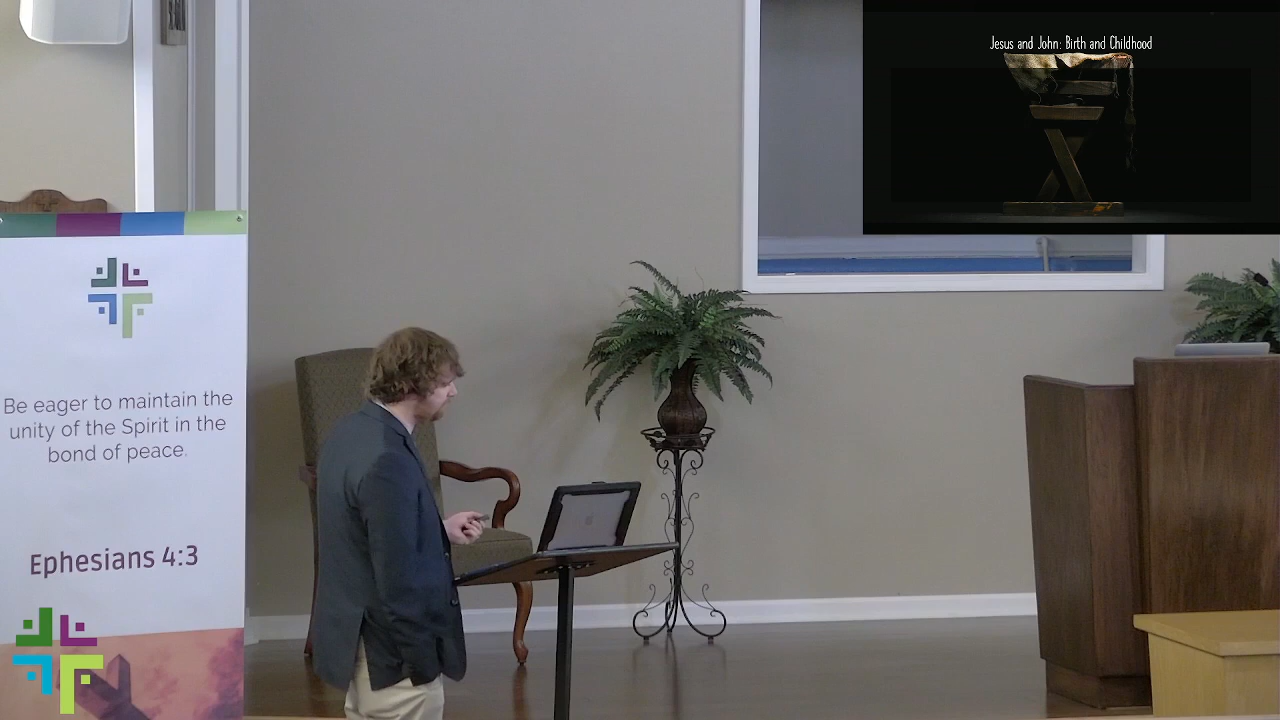 Jesus and John: Birth and Childhood
Be eager to maintain the
unity of the Spirit in the
bond of peace.
Ephesians 4:3